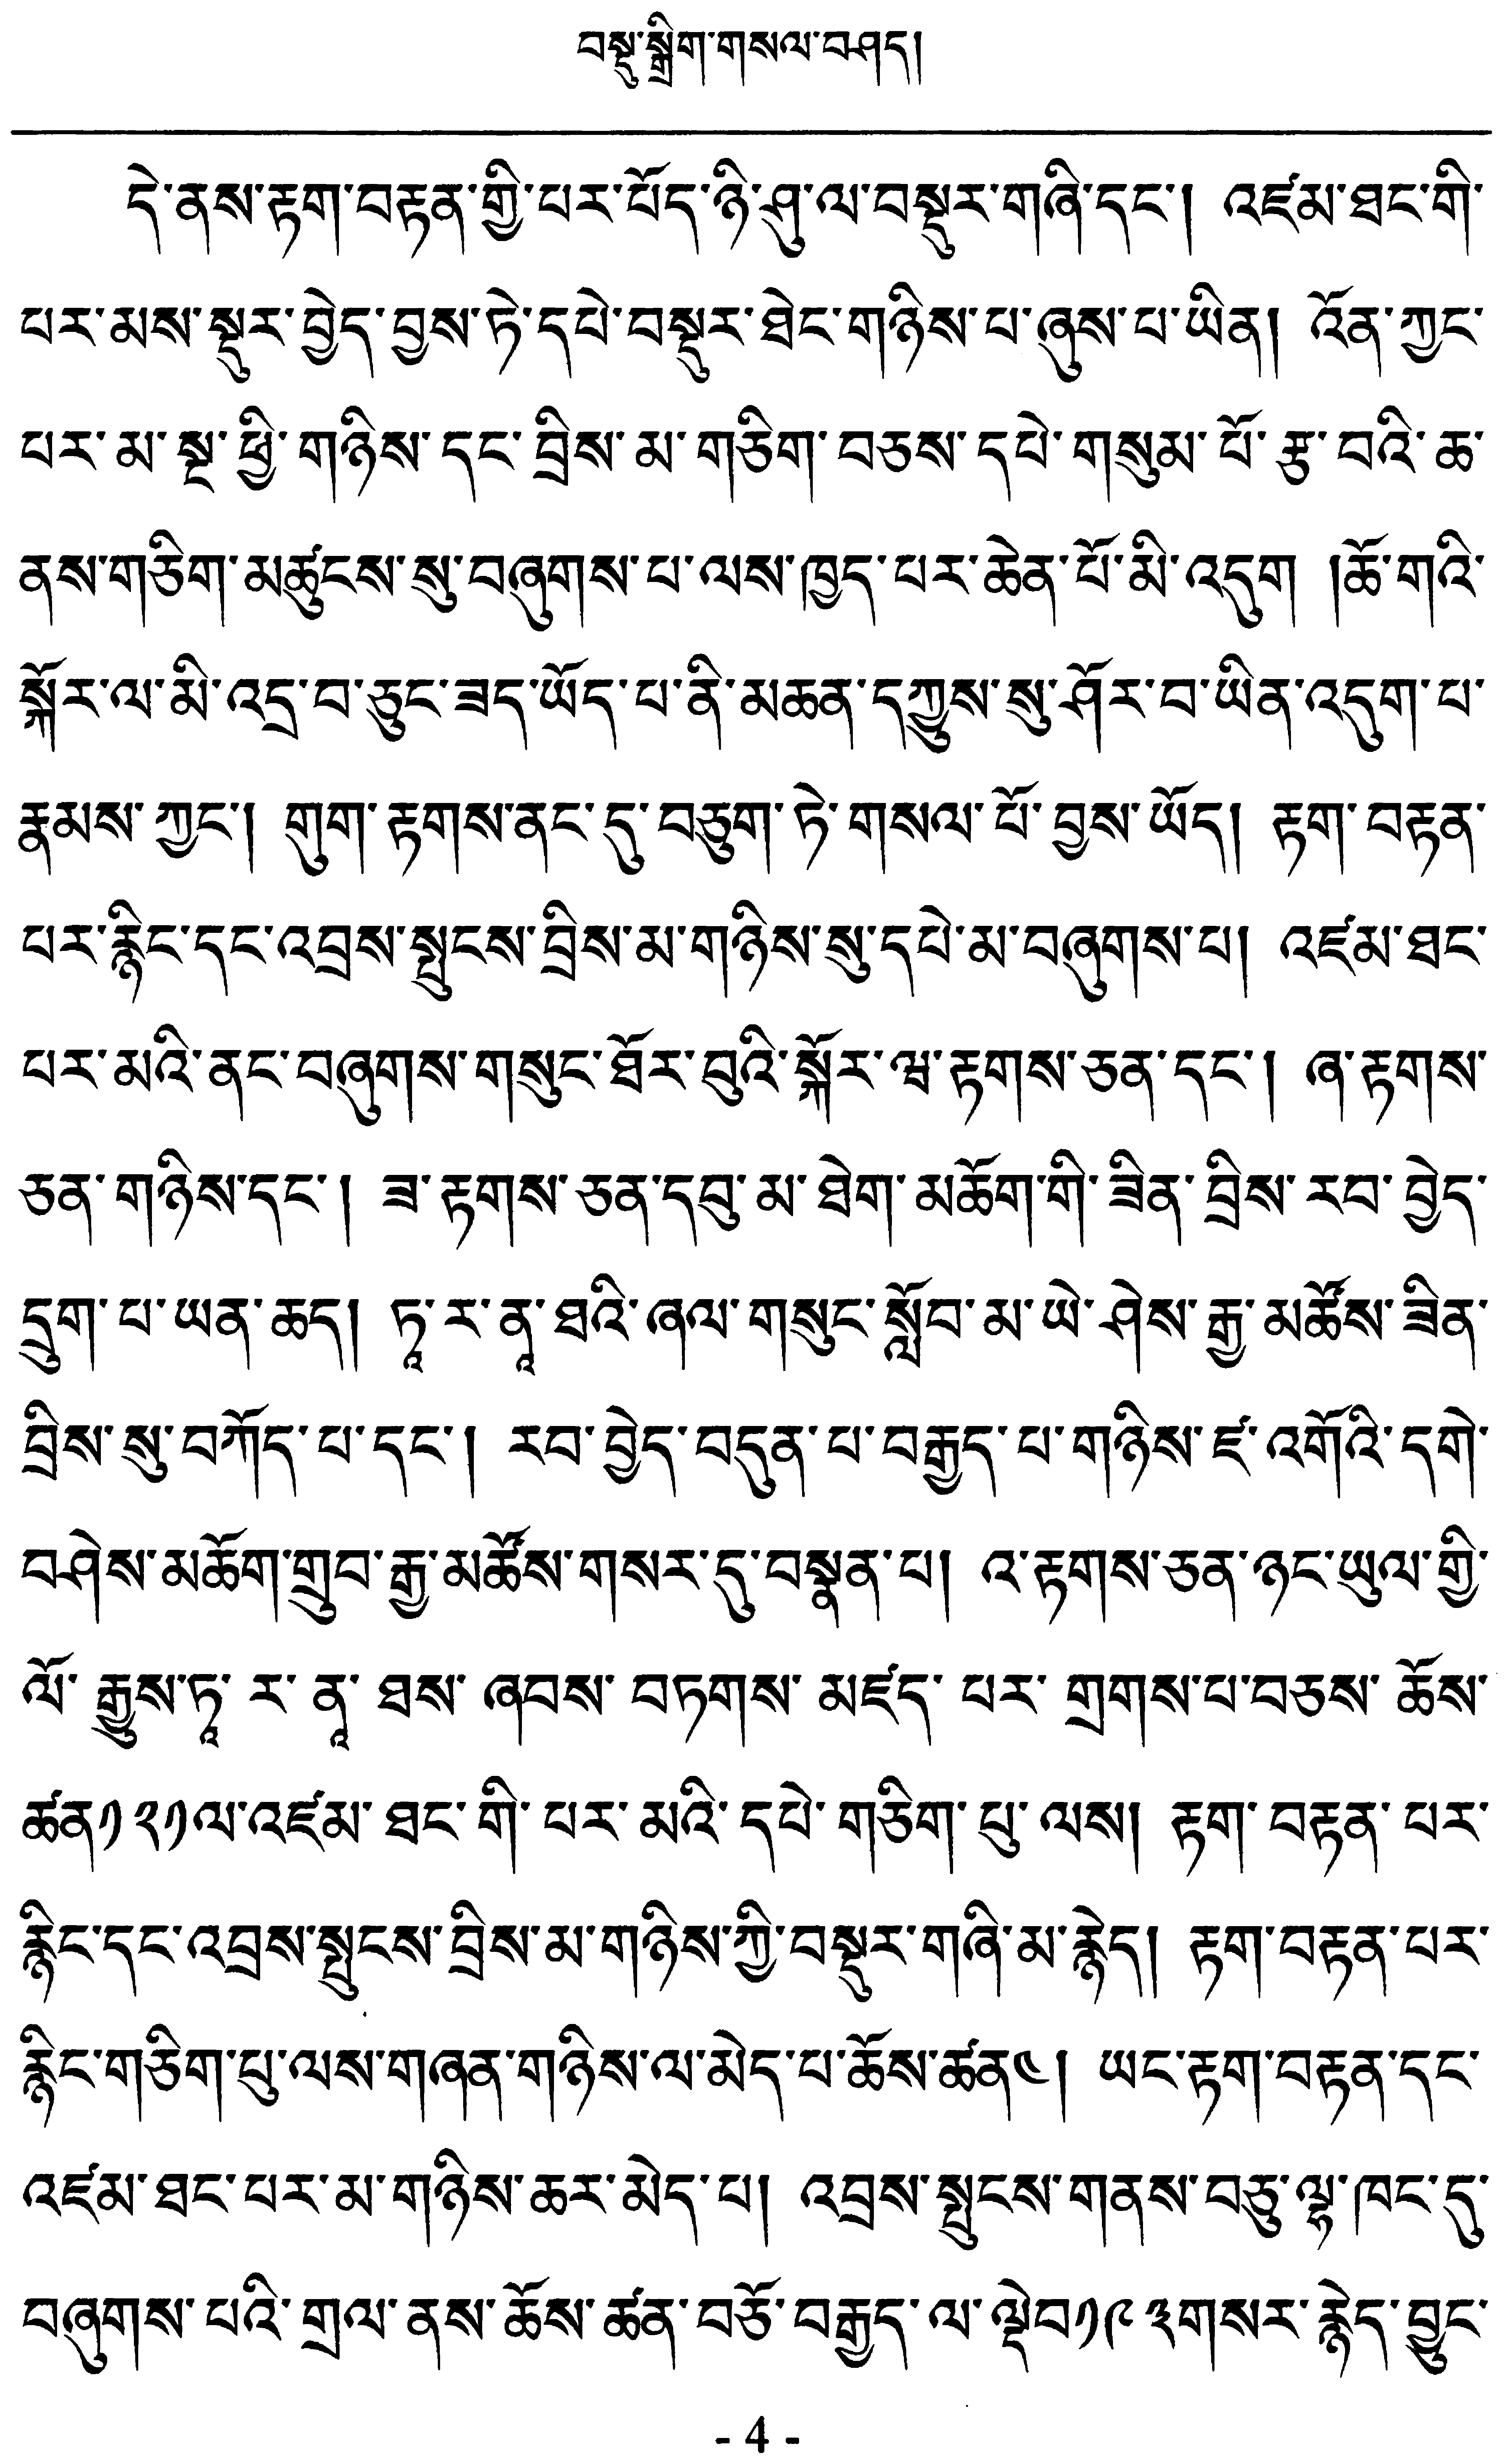 བསྡུ་སྒྲིག་གསལ་བཤད།
དེ་ནས་རྟག་བརྟན་གྱི་པར་པོད་ཉི་ཤུ་ལ་བསྡུར་གཞི་དང་། འཛམ་ཐང་གི་
པར་མས་སྡུར་བྱེད་བྱས་ཏེ་དཔེ་བསྡུར་ཐེང་གཉིས་པ་ཞུས་པ་ཡིན། འོན་ཀྱང་
པར་མ་སྔ་ཕྱི་གཉིས་དང་བྲིས་མ་གཅིག་བཅས་དཔེ་གསུམ་པོ་རྩ་བའི་ཆ་
ནས་གཅིག་མཚུངས་སུ་བཞུགས་པ་ལས་ཁྱད་པར་ཆེན་པོ་མི་འདུག །ཚོ་གའི་
སྐོར་ལ་མི་འདྲ་བ་ཅུང་ཟད་ཡོད་པ་ནི་མཆན་དཀྱུས་སུ་ཤོར་བ་ཡིན་འདུག་པ་
རྣམས་ཀྱང་། གུག་རྟགས་ནང་དུ་བཅུག་ཏེ་གསལ་པོ་བྱས་ཡོད། རྟག་བརྟན་
པར་རྙིང་དང་འབྲས་སྤུངས་བྲིས་མ་གཉིས་སུ་དཔེ་མ་བཞུགས་པ། འཛམ་ཐང་
པར་མའི་ནང་བཞུགས་གསུང་ཐོར་བུའི་སྐོར་ཝ་རྟགས་ཅན་དང་། ཞ་རྟགས་
ཅན་གཉིས་དང་། ཟ་རྟགས་ཅན་དབུ་མ་ཐེག་མཆོག་གི་ཟིན་བྲིས་རབ་བྱེད་
དྲུག་པ་ཡན་ཆད། ཏཱ་ར་ནཱ་ཐའི་ཞལ་གསུང་སློབ་མ་ཡེ་ཤེས་རྒྱ་མཚོས་ཟིན་
བྲིས་སུ་བཀོད་པ་དང་། རབ་བྱེད་བདུན་པ་བརྒྱད་པ་གཉིས་ཛ་འགོའི་དགེ་
བཤེས་མཆོག་གྲུབ་རྒྱ་མཚོས་གསར་དུ་བསྣན་པ། འ་རྟགས་ཅན་ཉང་ཡུལ་གྱི་
ལོ་རྒྱུས་ཏཱ་ར་ནཱ་ཐས་ཞབས་བཏགས་མཛད་པར་གྲགས་པ་བཅས་ཆོས་
ཚན༡༢༡ལ་འཛམ་ཐང་གི་པར་མའི་དཔེ་གཅིག་པུ་ལས། རྟག་བརྟན་པར་
རྙིང་དང་འབྲས་སྤུངས་བྲིས་མ་གཉིས་ཀྱི་བསྡུར་གཞི་མ་རྙེད། རྟག་བརྟན་པར་
རྙིང་གཅིག་པུ་ལས་གཞན་གཉིས་ལ་མེད་པ་ཆོས་ཚན༤། ཡང་རྟག་བརྟན་དང་
འཛམ་ཐང་པར་མ་གཉིས་ཆར་མེད་པ། འབྲས་སྤུངས་གནས་བཅུ་ལྷ་ཁང་དུ་
བཞུགས་པའི་གྲལ་ནས་ཆོས་ཚན་བཅོ་བརྒྱད་ལ་ལྡེབ༡༩༣གསར་རྙེད་བྱུང་
- 4 -